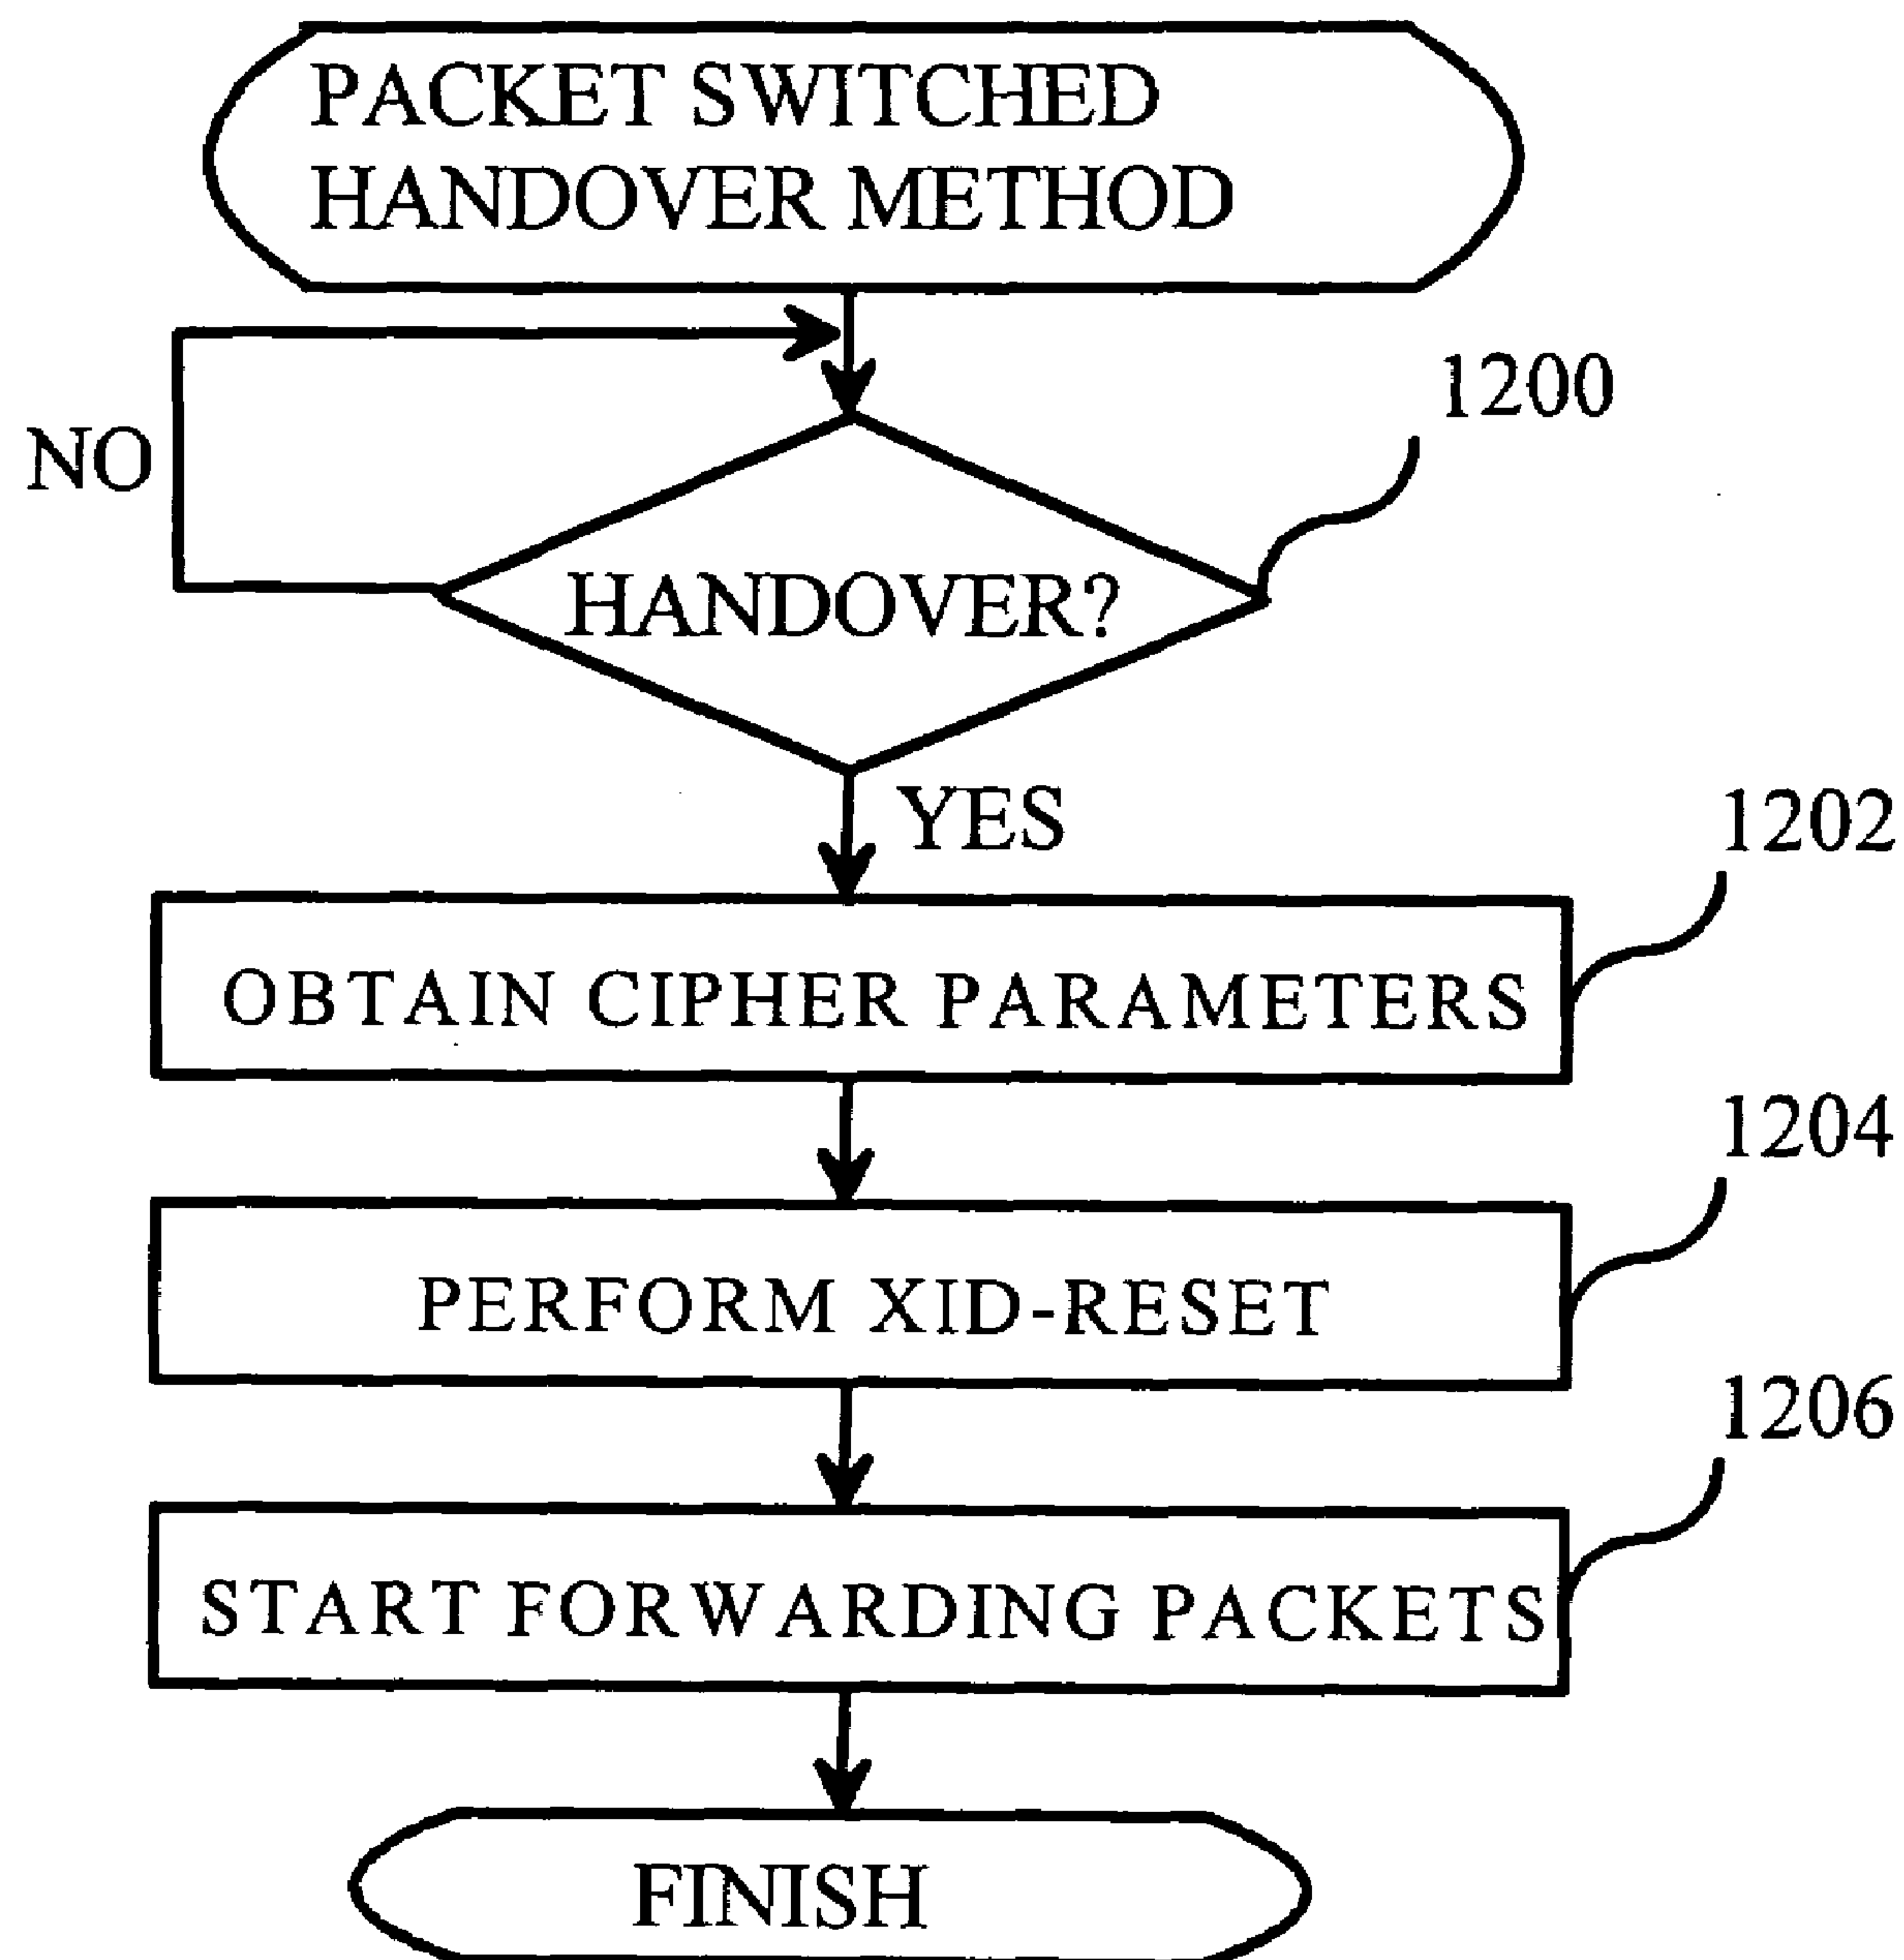 PACKET SWITCHED
HANDOVER METHOD
1200
NO
HANDOVER?
YES
1202
OBTAIN CIPHER PARAMETERS
1204
PERFORM XID-RESET
1206
START FORWARDING PACKETS
FINISH